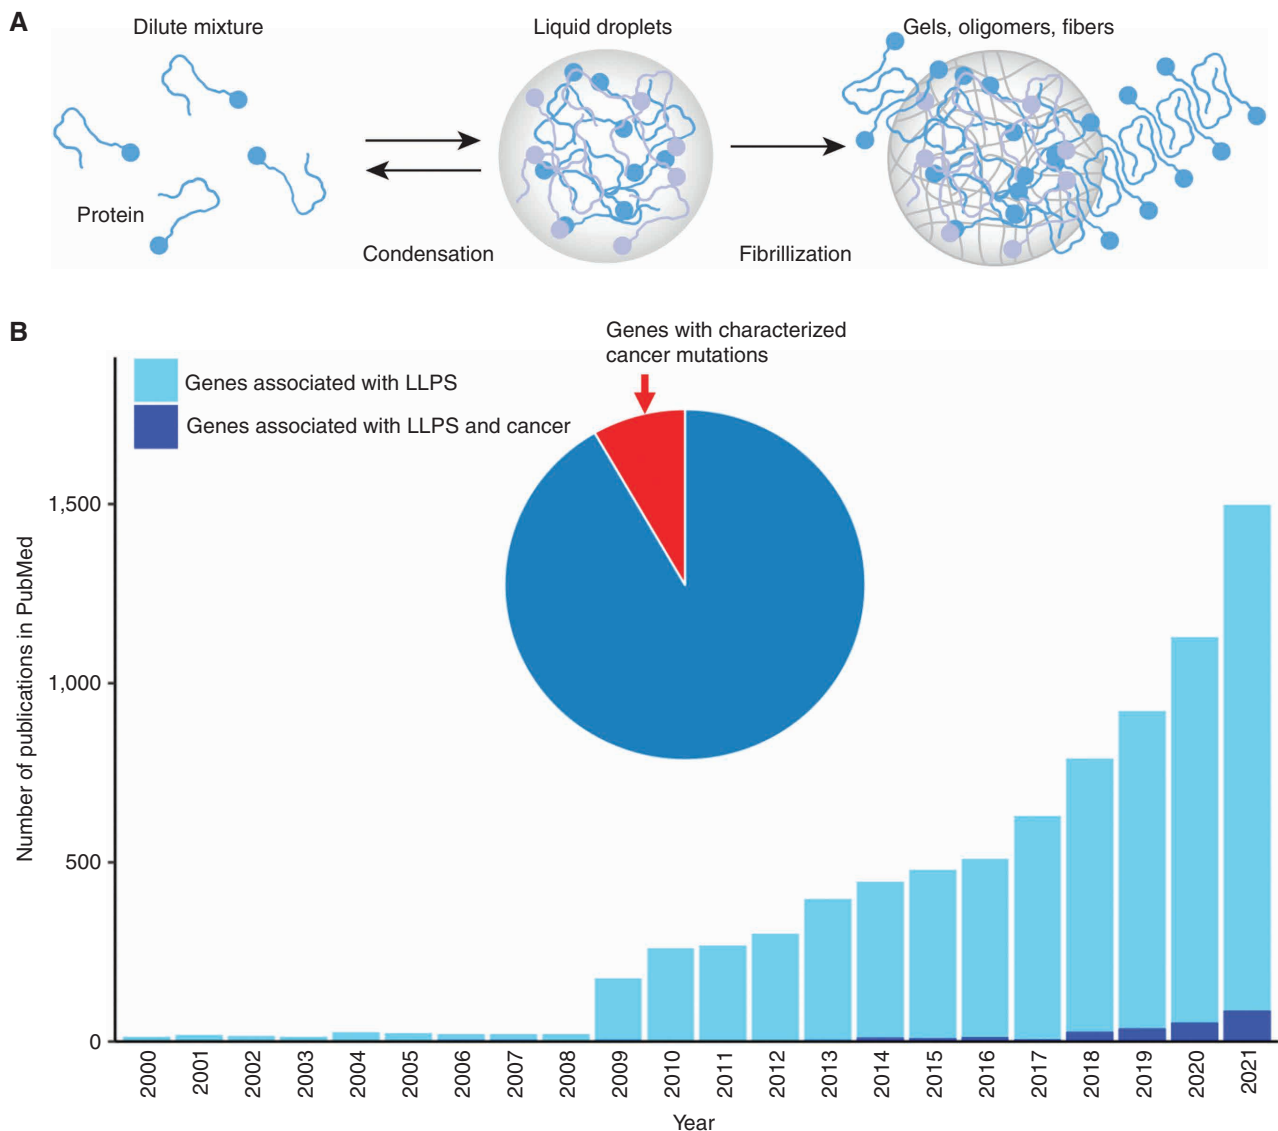 A
Dilute mixture
Liquid droplets
Gels, oligomers, fibers
Protein
Condensation
Fibrillization
B
Genes with characterized
cancer mutations
Genes associated with LLPS
Genes associated with LLPS and cancer
Number of publications in PubMed
1,500
1,000
500
0
2000
2001
2002
2003
2004
2005
2006
2007
2008
2009
2010
2011
2012
2013
2014
2015
2016
2017
2018
2019
2020
2021
Year